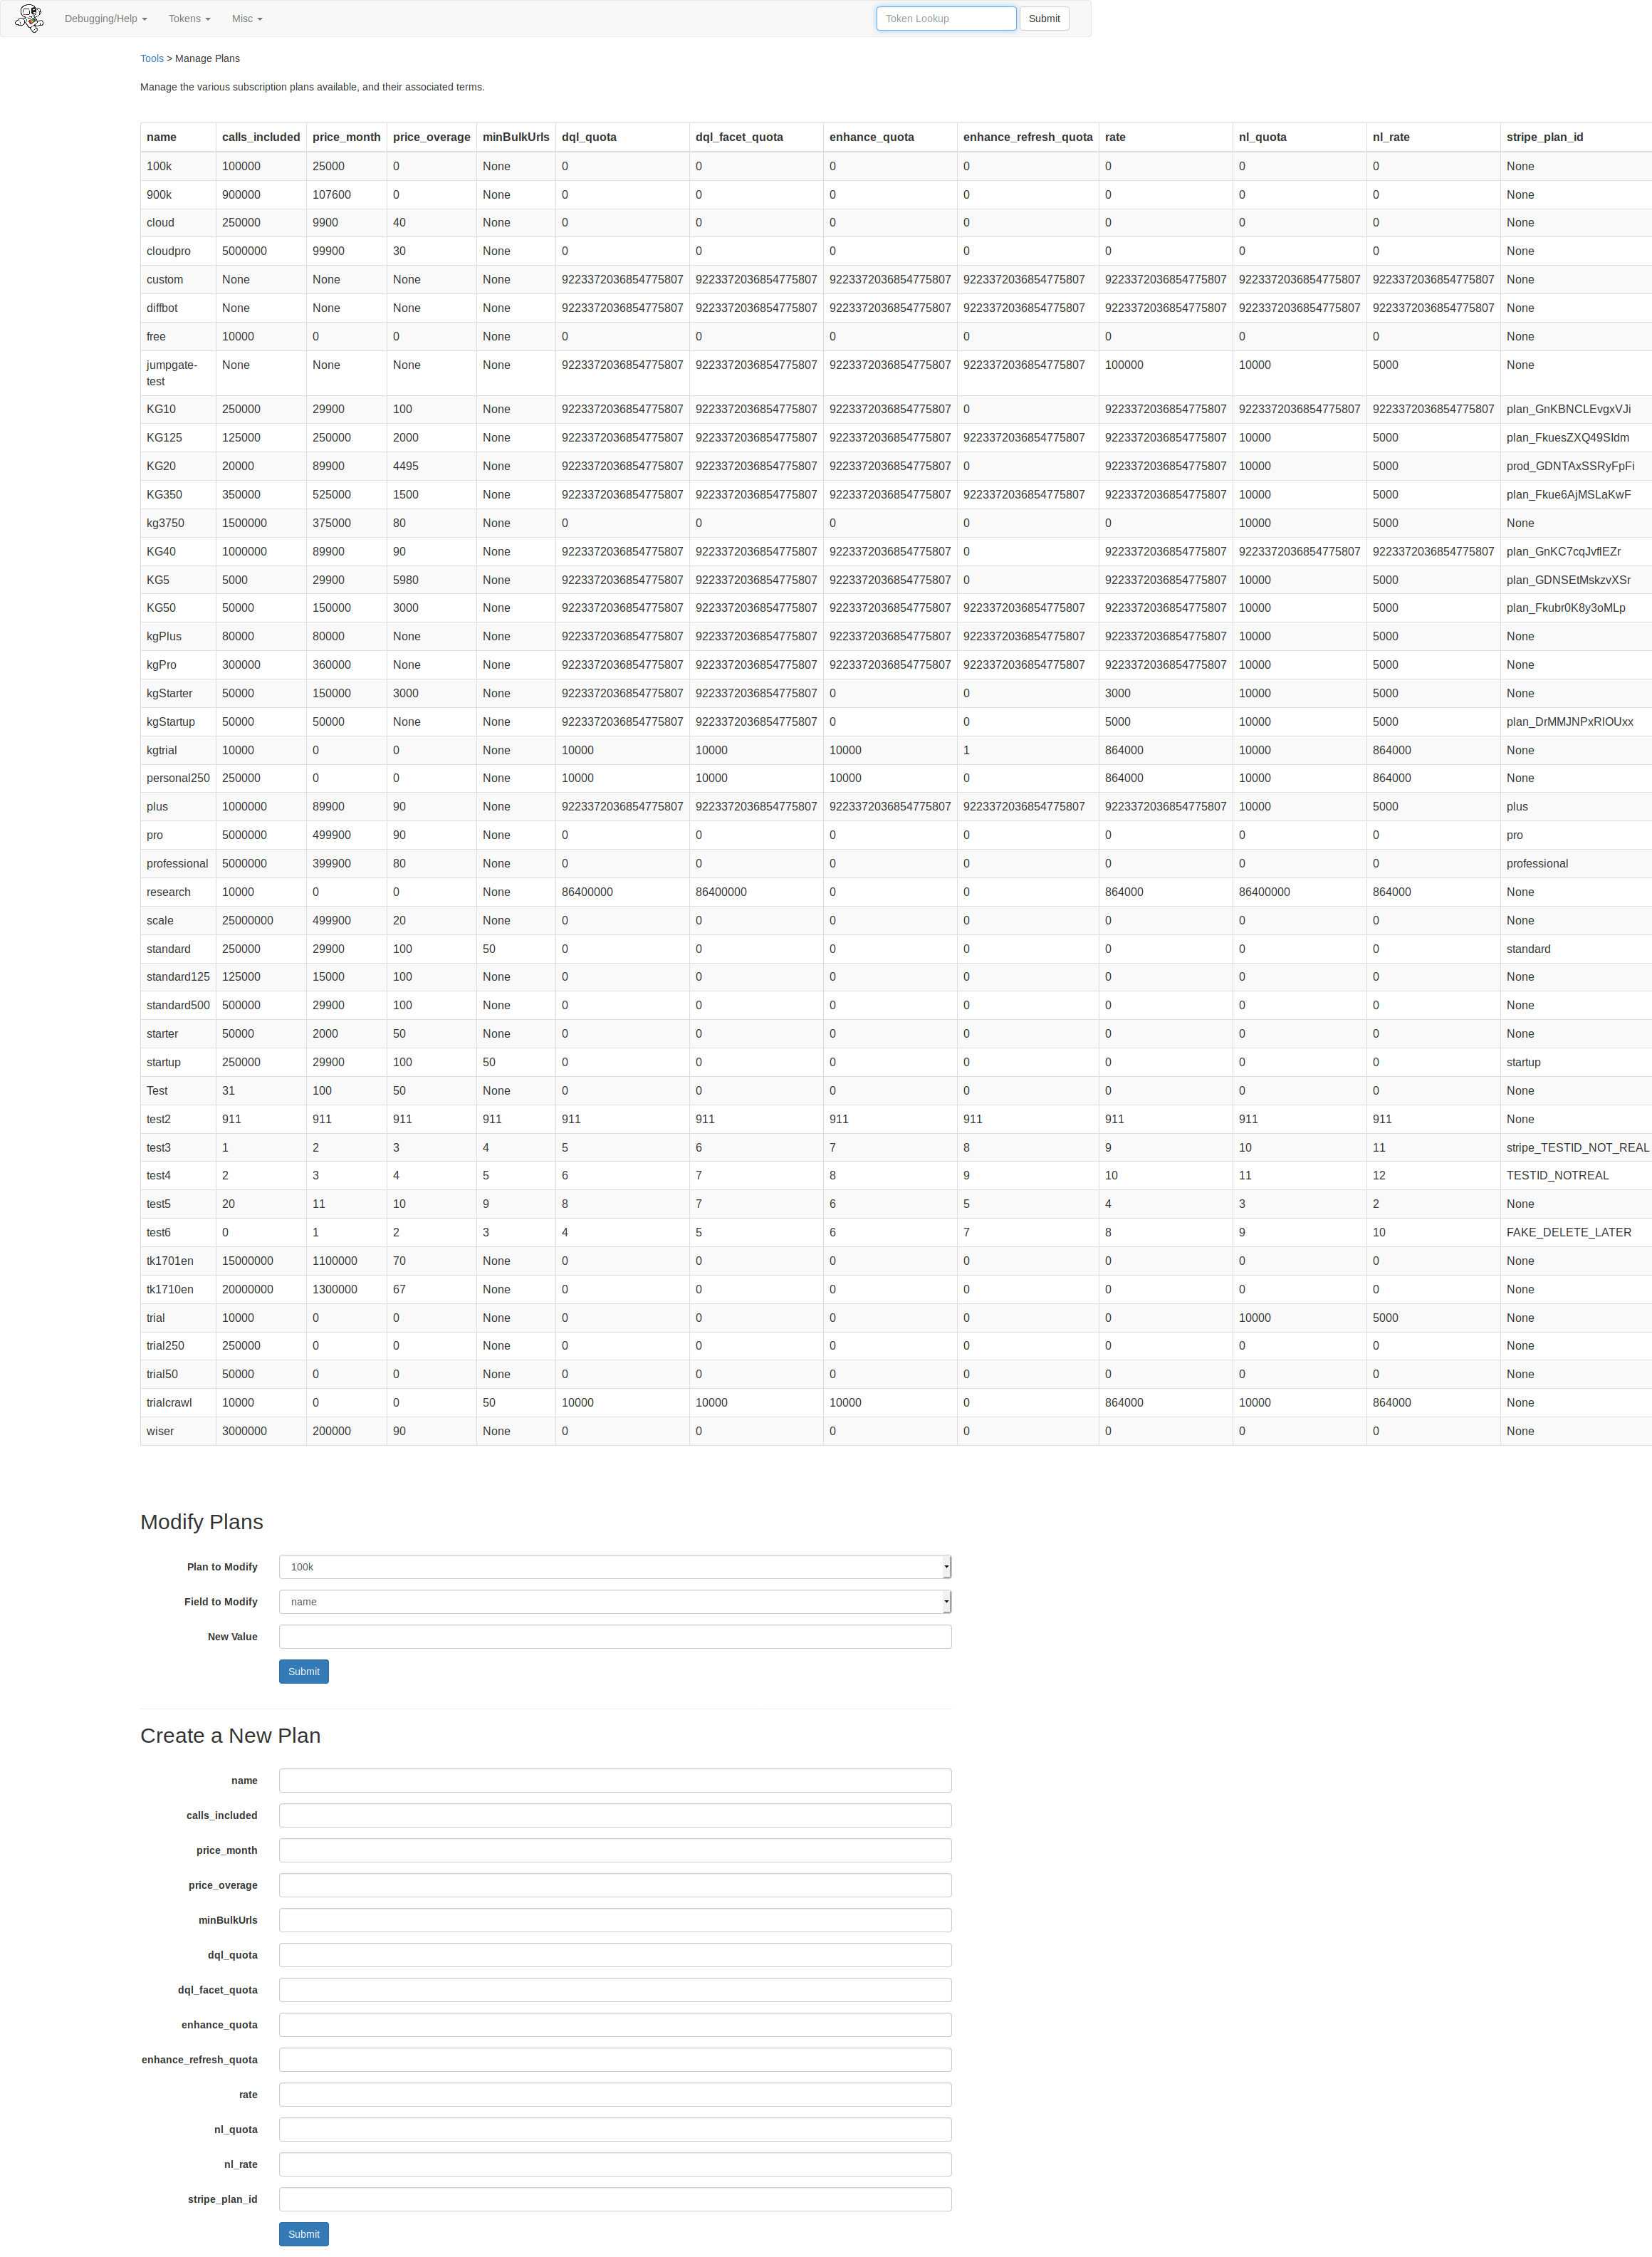 Debugging/Help Tokens Misc Token Lookup Submit
Tools > Manage Plans
Manage the various subscription plans available, and their associated terms.
name calls_included price_month price_overage minBulkUrls dql_quota dql_facet_quota enhance_quota enhance_refresh_quota rate nl_quota nl_rate stripe_plan_id
100k 100000 25000 0 None 0 0 0 0 0 0 0 None
900k 900000 107600 0 None 0 0 0 0 0 0 0 None
cloud 250000 9900 40 None 0 0 0 0 0 0 0 None
cloudpro 5000000 99900 30 None 0 0 0 0 0 0 0 None
custom None None None None 9223372036854775807 9223372036854775807 9223372036854775807 9223372036854775807 9223372036854775807 9223372036854775807 9223372036854775807 None
diffbot None None None None 9223372036854775807 9223372036854775807 9223372036854775807 9223372036854775807 9223372036854775807 9223372036854775807 9223372036854775807 None
free 10000 0 0 None 0 0 0 0 0 0 0 None
jumpgate- None None None None 9223372036854775807 9223372036854775807 9223372036854775807 9223372036854775807 100000 10000 5000 None
test
KG10 250000 29900 100 None 9223372036854775807 9223372036854775807 9223372036854775807 0 9223372036854775807 9223372036854775807 9223372036854775807 plan_GnKBNCLEvgxVJi
KG125 125000 250000 2000 None 9223372036854775807 9223372036854775807 9223372036854775807 9223372036854775807 9223372036854775807 10000 5000 plan_FkuesZXQ49SIdm
KG20 20000 89900 4495 None 9223372036854775807 9223372036854775807 9223372036854775807 0 9223372036854775807 10000 5000 prod_GDNTAxSSRyFpFi
KG350 350000 525000 1500 None 9223372036854775807 9223372036854775807 9223372036854775807 9223372036854775807 9223372036854775807 10000 5000 plan_Fkue6AjMSLaKwF
kg3750 1500000 375000 80 None 0 0 0 0 0 10000 5000 None
KG40 1000000 89900 90 None 9223372036854775807 9223372036854775807 9223372036854775807 0 9223372036854775807 9223372036854775807 9223372036854775807 plan_GnKC7cqJvflEZr
KG5 5000 29900 5980 None 9223372036854775807 9223372036854775807 9223372036854775807 0 9223372036854775807 10000 5000 plan_GDNSEtMskzvXSr
KG50 50000 150000 3000 None 9223372036854775807 9223372036854775807 9223372036854775807 9223372036854775807 9223372036854775807 10000 5000 plan_Fkubr0K8y3oMLp
kgPlus 80000 80000 None None 9223372036854775807 9223372036854775807 9223372036854775807 9223372036854775807 9223372036854775807 10000 5000 None
kgPro 300000 360000 None None 9223372036854775807 9223372036854775807 9223372036854775807 9223372036854775807 9223372036854775807 10000 5000 None
kgStarter 50000 150000 3000 None 9223372036854775807 9223372036854775807 0 0 3000 10000 5000 None
kgStartup 50000 50000 None None 9223372036854775807 9223372036854775807 0 0 5000 10000 5000 plan_DrMMJNPxRlOUxx
kgtrial 10000 0 0 None 10000 10000 10000 1 864000 10000 864000 None
personal250 250000 0 0 None 10000 10000 10000 0 864000 10000 864000 None
plus 1000000 89900 90 None 9223372036854775807 9223372036854775807 9223372036854775807 9223372036854775807 9223372036854775807 10000 5000 plus
pro 5000000 499900 90 None 0 0 0 0 0 0 0 pro
professional 5000000 399900 80 None 0 0 0 0 0 0 0 professional
research 10000 0 0 None 86400000 86400000 0 0 864000 86400000 864000 None
scale 25000000 499900 20 None 0 0 0 0 0 0 0 None
standard 250000 29900 100 50 0 0 0 0 0 0 0 standard
standard125 125000 15000 100 None 0 0 0 0 0 0 0 None
standard500 500000 29900 100 None 0 0 0 0 0 0 0 None
starter 50000 2000 50 None 0 0 0 0 0 0 0 None
startup 250000 29900 100 50 0 0 0 0 0 0 0 startup
Test 31 100 50 None 0 0 0 0 0 0 0 None
test2 911 911 911 911 911 911 911 911 911 911 911 None
test3 1 2 3 4 5 6 7 8 9 10 11 stripe_TESTID_NOT_REAL
test4 2 3 4 5 6 7 8 9 10 11 12 TESTID_NOTREAL
test5 20 11 10 9 8 7 6 5 4 3 2 None
test6 0 1 2 3 4 5 6 7 8 9 10 FAKE_DELETE_LATER
tk1701en 15000000 1100000 70 None 0 0 0 0 0 0 0 None
tk1710en 20000000 1300000 67 None 0 0 0 0 0 0 0 None
trial 10000 0 0 None 0 0 0 0 0 10000 5000 None
trial250 250000 0 0 None 0 0 0 0 0 0 0 None
trial50 50000 0 0 None 0 0 0 0 0 0 0 None
trialcrawl 10000 0 0 50 10000 10000 10000 0 864000 10000 864000 None
wiser 3000000 200000 90 None 0 0 0 0 0 0 0 None
Modify Plans
Plan to Modify 100k
Field to Modify name
New Value
Submit
Create a New Plan
name
calls_included
price_month
price_overage
minBulkUrls
dql_quota
dql_facet_quota
enhance_quota
enhance_refresh_quota
rate
nl_quota
nl_rate
stripe_plan_id
Submit